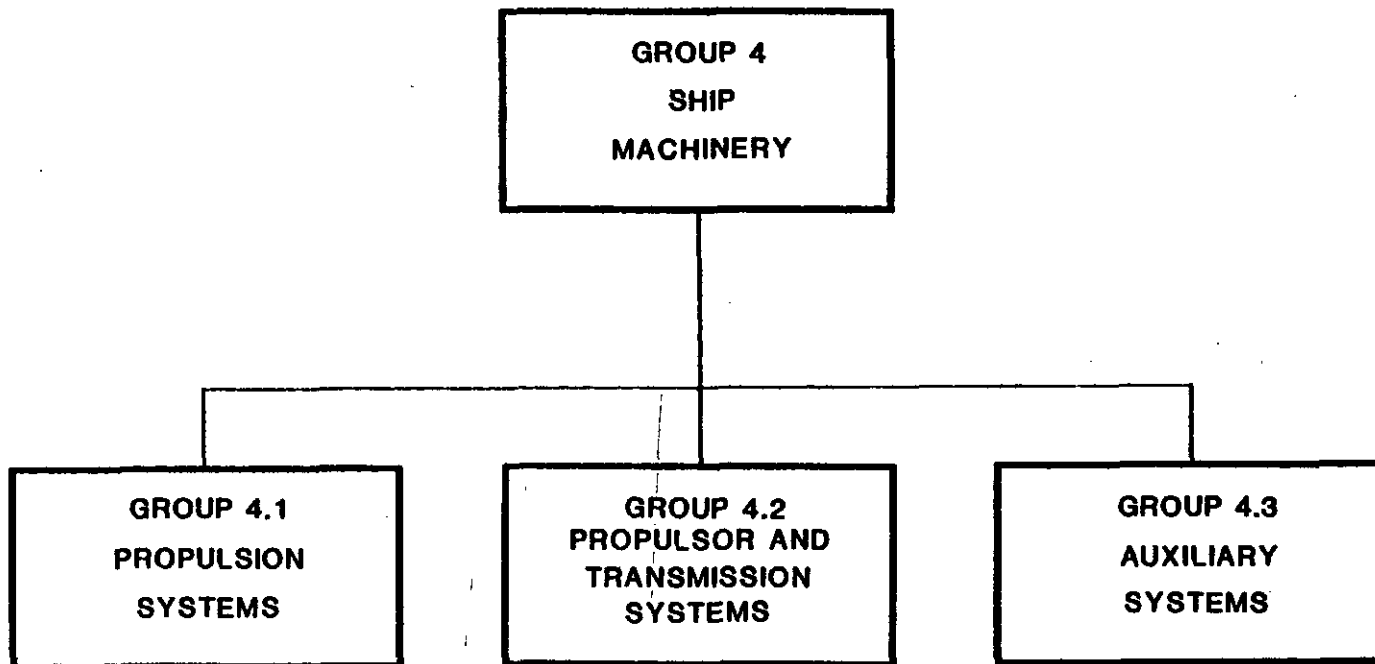 GROUP 4
SHIP
MACHINERY
GROUP 4.1
PROPULSION
SYSTEMS
GROUP 4.2
PROPULSOR AND
TRANSMISSION
SYSTEMS
GROUP 4.3
AUXILIARY
SYSTEMS